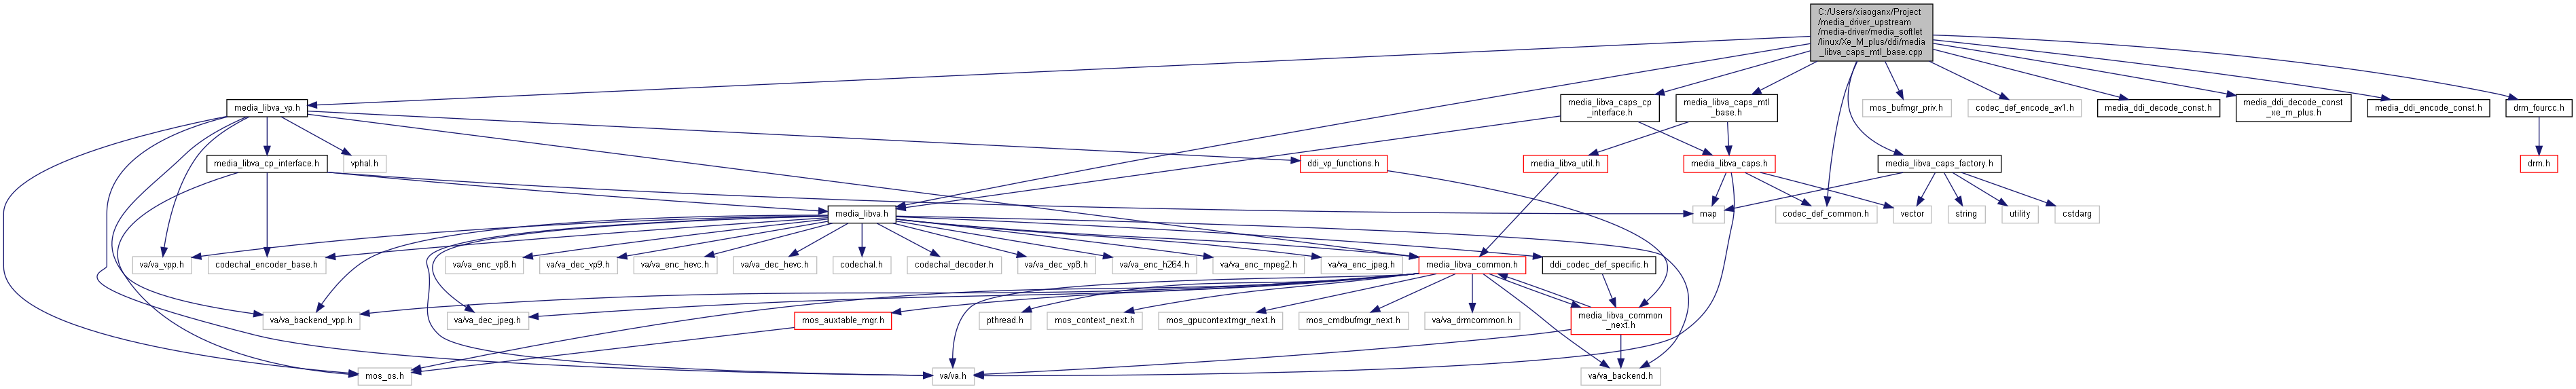 C:/Users/xiaoganx/Project
/media_driver_upstream
/media-driver/media_softlet
/linux/Xe_M_plus/ddi/media
_libva_caps_mtl_base.cpp
media_libva_vp.h
media_libva_caps_cp
_interface.h
media_libva_caps_mtl
_base.h
mos_bufmgr_priv.h
codec_def_encode_av1.h
media_ddi_decode_const.h
media_ddi_decode_const
_xe_m_plus.h
media_ddi_encode_const.h
drm_fourcc.h
media_libva_cp_interface.h
vphal.h
ddi_vp_functions.h
media_libva_util.h
media_libva_caps.h
media_libva_caps_factory.h
drm.h
media_libva.h
map
codec_def_common.h
vector
string
utility
cstdarg
va/va_vpp.h
codechal_encoder_base.h
va/va_enc_vp8.h
va/va_dec_vp9.h
va/va_enc_hevc.h
va/va_dec_hevc.h
codechal.h
codechal_decoder.h
va/va_dec_vp8.h
va/va_enc_h264.h
va/va_enc_mpeg2.h
va/va_enc_jpeg.h
media_libva_common.h
ddi_codec_def_specific.h
va/va_backend_vpp.h
va/va_dec_jpeg.h
mos_auxtable_mgr.h
pthread.h
mos_context_next.h
mos_gpucontextmgr_next.h
mos_cmdbufmgr_next.h
va/va_drmcommon.h
media_libva_common
_next.h
mos_os.h
va/va.h
va/va_backend.h